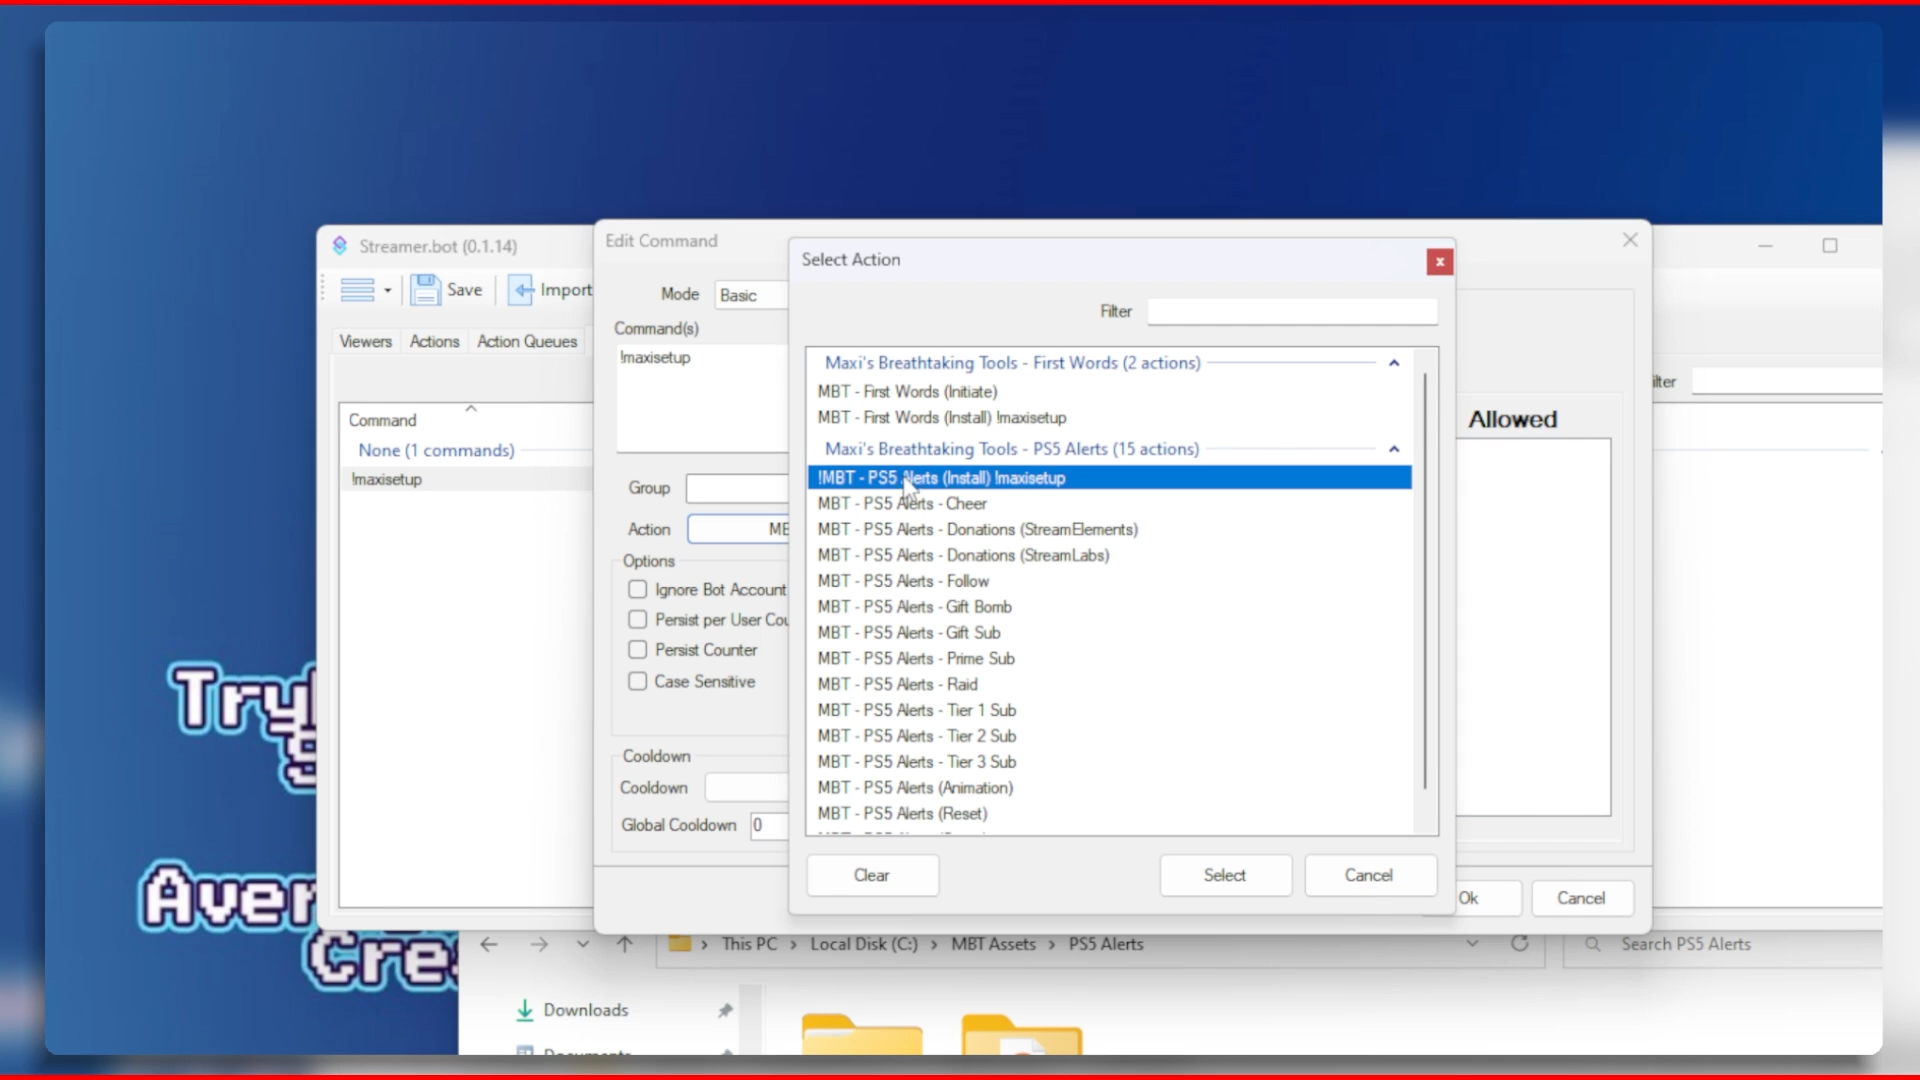 Streamer.bot (0.1.14)
Save
Import
Viewers
Actions
Action Queues
Command
None (1 commands)
!maxisetup
Edit Command
Mode
Basic
Command(s)
!maxisetup
Group
Action
Options
Ignore Bot Account
Persist per User
Persist Counter
Case Sensitive
Cooldown
Cooldown
Global Cooldown
0
Select Action
Filter
Maxi's Breathtaking Tools - First Words (2 actions)
MBT - First Words (Initiate)
MBT - First Words (Install) !maxisetup
Maxi's Breathtaking Tools - PS5 Alerts (15 actions)
!MBT - PS5 Alerts (Install) !maxisetup
MBT - PS5 Alerts - Cheer
MBT - PS5 Alerts - Donations (StreamElements)
MBT - PS5 Alerts - Donations (StreamLabs)
MBT - PS5 Alerts - Follow
MBT - PS5 Alerts - Gift Bomb
MBT - PS5 Alerts - Gift Sub
MBT - PS5 Alerts - Prime Sub
MBT - PS5 Alerts - Raid
MBT - PS5 Alerts - Tier 1 Sub
MBT - PS5 Alerts - Tier 2 Sub
MBT - PS5 Alerts - Tier 3 Sub
MBT - PS5 Alerts (Animation)
MBT - PS5 Alerts (Reset)
Clear
Select
Cancel
Allowed
Ok
Cancel
This PC > Local Disk (C:) > MBT Assets > PS5 Alerts
Search PS5 Alerts
Downloads